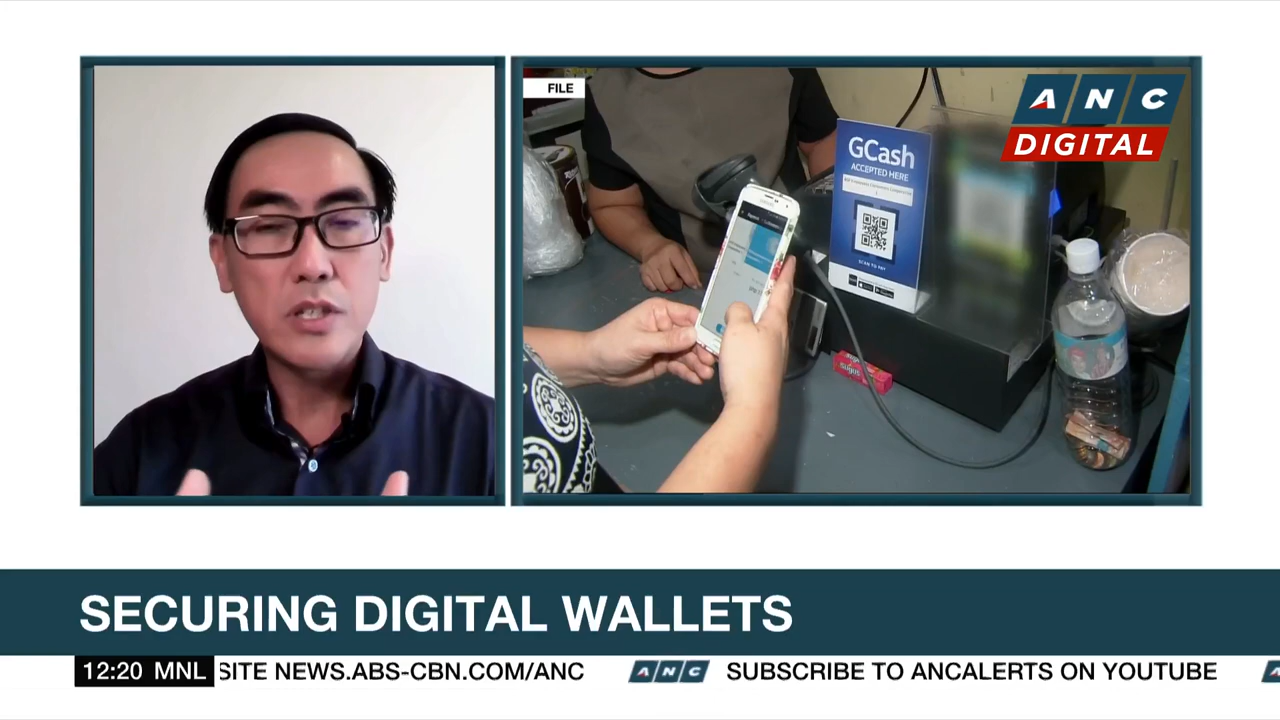 FILE
ANC
DIGITAL
GCash
ACCEPTED HERE
SCAN TO PAY
SECURING DIGITAL WALLETS
12:20 MNL
SITE NEWS.ABS-CBN.COM/ANC
ANC
SUBSCRIBE TO ANCALERTS ON YOUTUBE